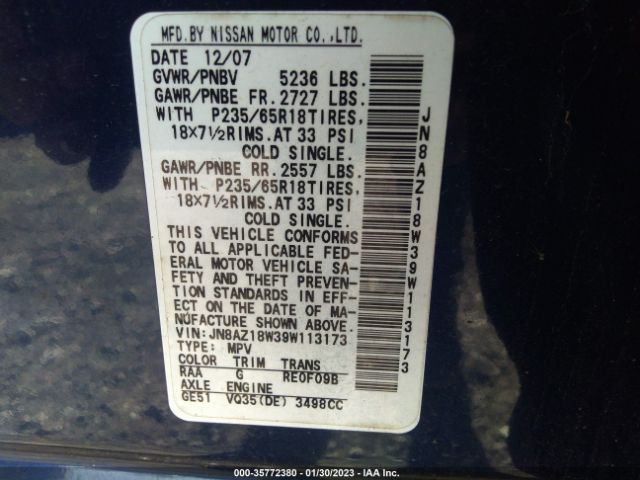 MFD.BY NISSAN MOTOR CO.,LTD.
DATE 12/07
GVWR/PNBV 5236 LBS.
GAWR/PNBE FR. 2727 LBS.
WITH P235/65R18TIRES,
18X7½RIMS.AT 33 PSI
COLD SINGLE.
GAWR/PNBE RR. 2557 LBS.
WITH P235/65R18TIRES,
18X7½RIMS.AT 33 PSI
COLD SINGLE.
THIS VEHICLE CONFORMS
TO ALL APPLICABLE FED-
ERAL MOTOR VEHICLE SA-
FETY AND THEFT PREVEN-
TION STANDARDS IN EFF-
ECT ON THE DATE OF MA-
NUFACTURE SHOWN ABOVE.
VIN:JN8AZ18W39W113173
TYPE: MPV
COLOR TRIM TRANS
RAA G RE0F09B
AXLE ENGINE
GE51 VQ35(DE) 3498CC
JN8AZ18W39W113173
000-35772380 - 01/30/2023 - IAA Inc.